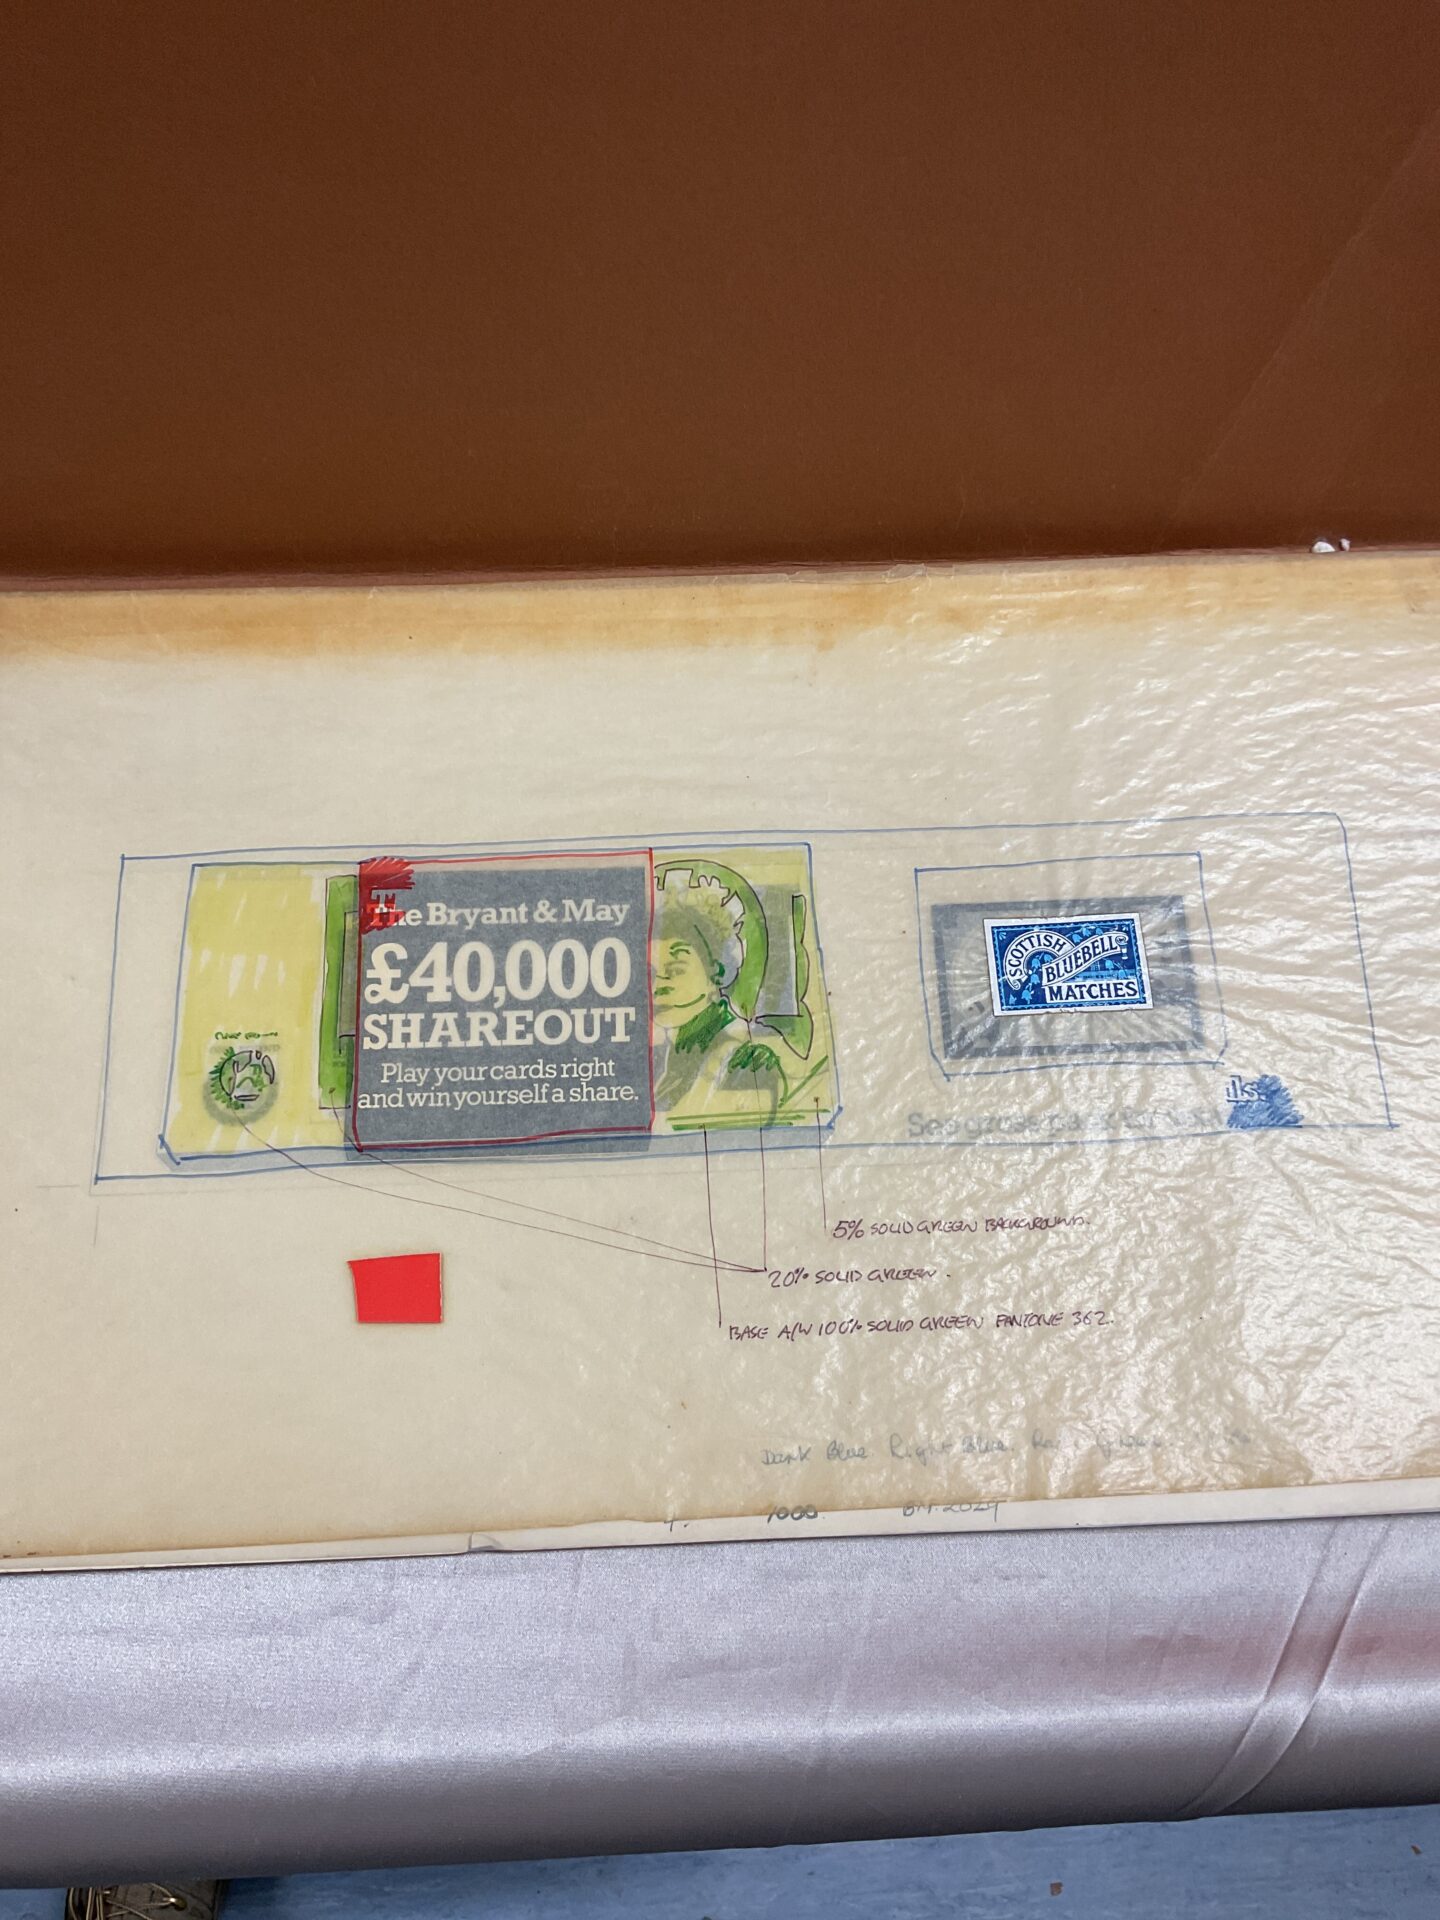 The Bryant & May
£40,000
SHAREOUT
Play your cards right
and win yourself a share.
SCOTTISH
BLUEBELL
MATCHES
ils.
5% SOLID GREEN BACKGROUND.
20% SOLID GREEN.
BASE A/W 100% SOLID GREEN PANTONE 362.
Dark Blue
1000